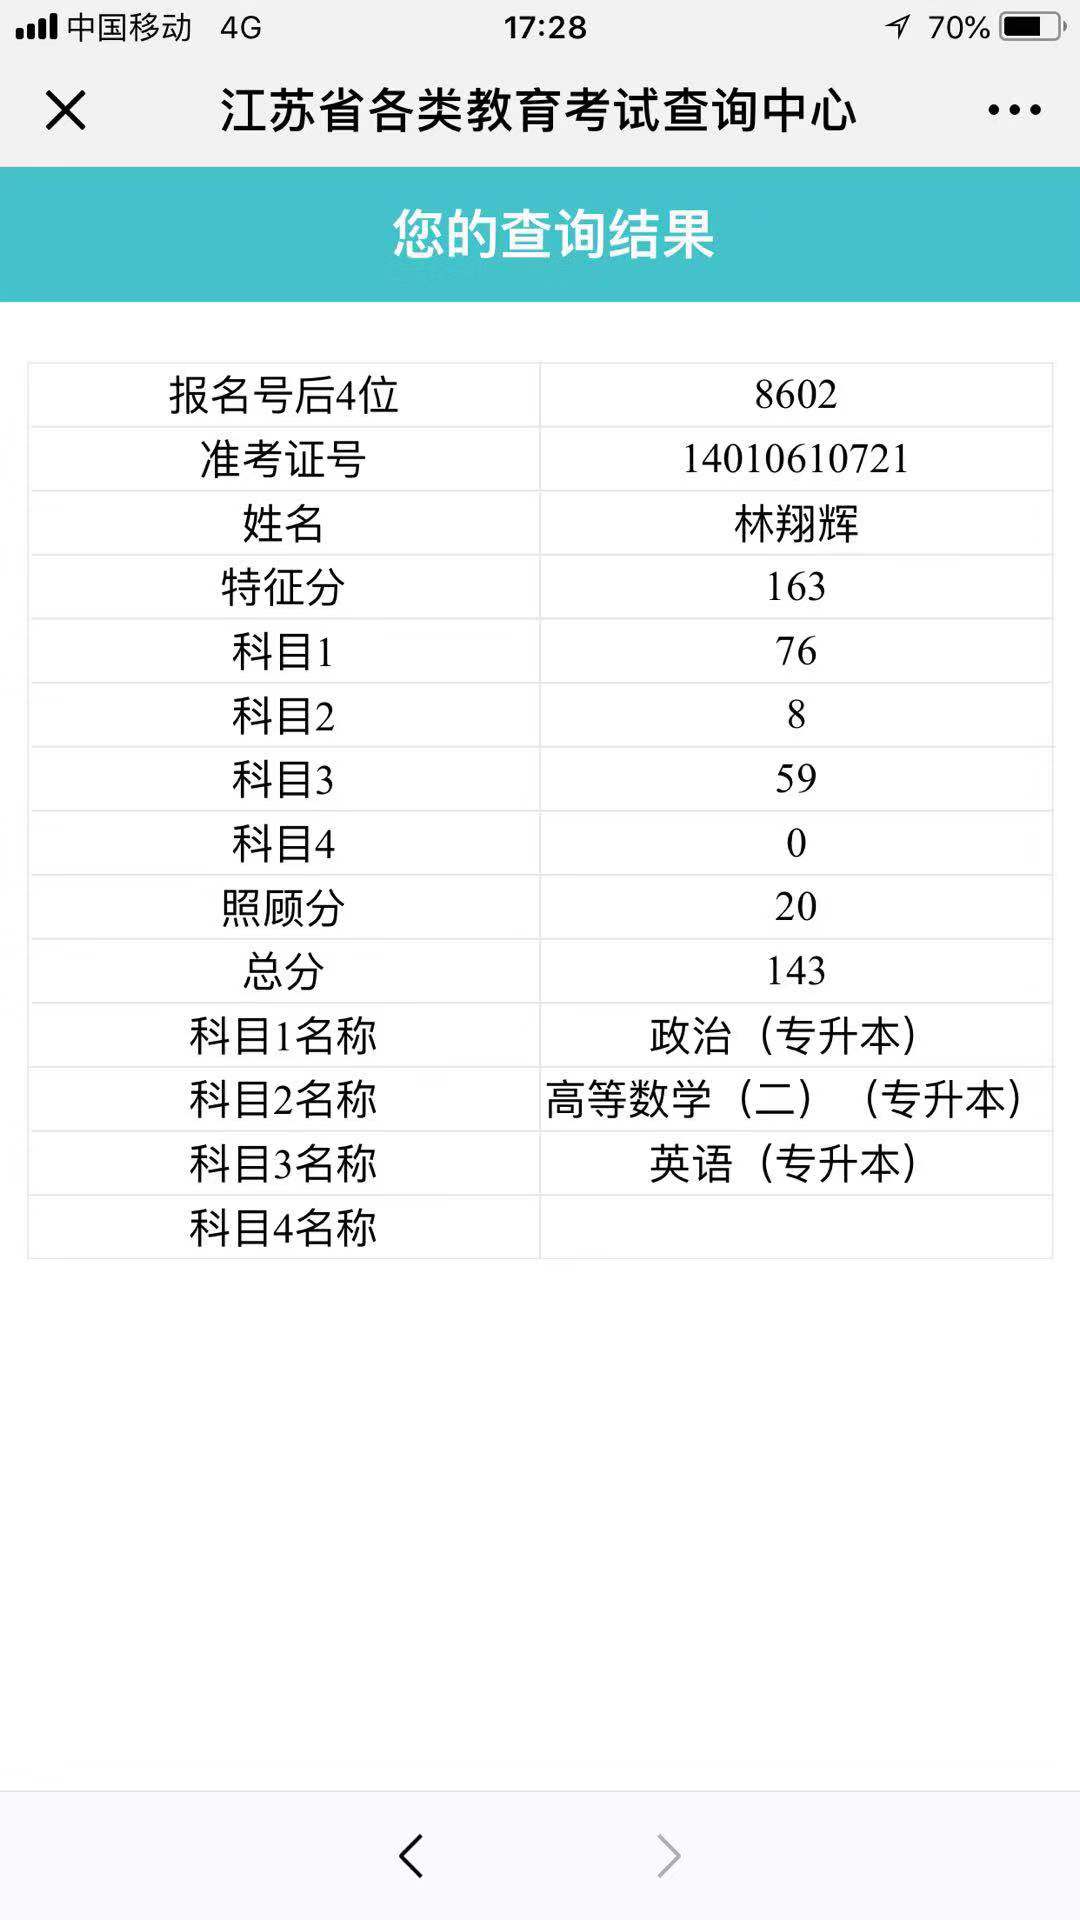 中国移动 4G 17:28 70%
江苏省各类教育考试查询中心
您的查询结果
报名号后4位 8602
准考证号 14010610721
姓名 林翔辉
特征分 163
科目1 76
科目2 8
科目3 59
科目4 0
照顾分 20
总分 143
科目1名称 政治（专升本）
科目2名称 高等数学（二）（专升本）
科目3名称 英语（专升本）
科目4名称